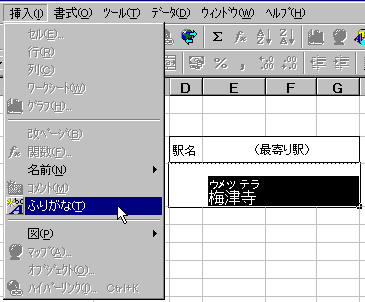 挿入(I) 書式(O) ツール(T) データ(D) ウィンドウ(W) ヘルプ(H)
セル(E)...
行(R)
列(C)
ワークシート(W)
グラフ(H)...
改ページ(B)
関数(F)...
名前(N)
コメント(M)
ふりがな(T)
図(P)
マップ(A)...
オブジェクト(O)...
ハイパーリンク(I)... Ctrl+K
D E F G
駅名 (最寄り駅)
ウメツ テラ
梅津寺